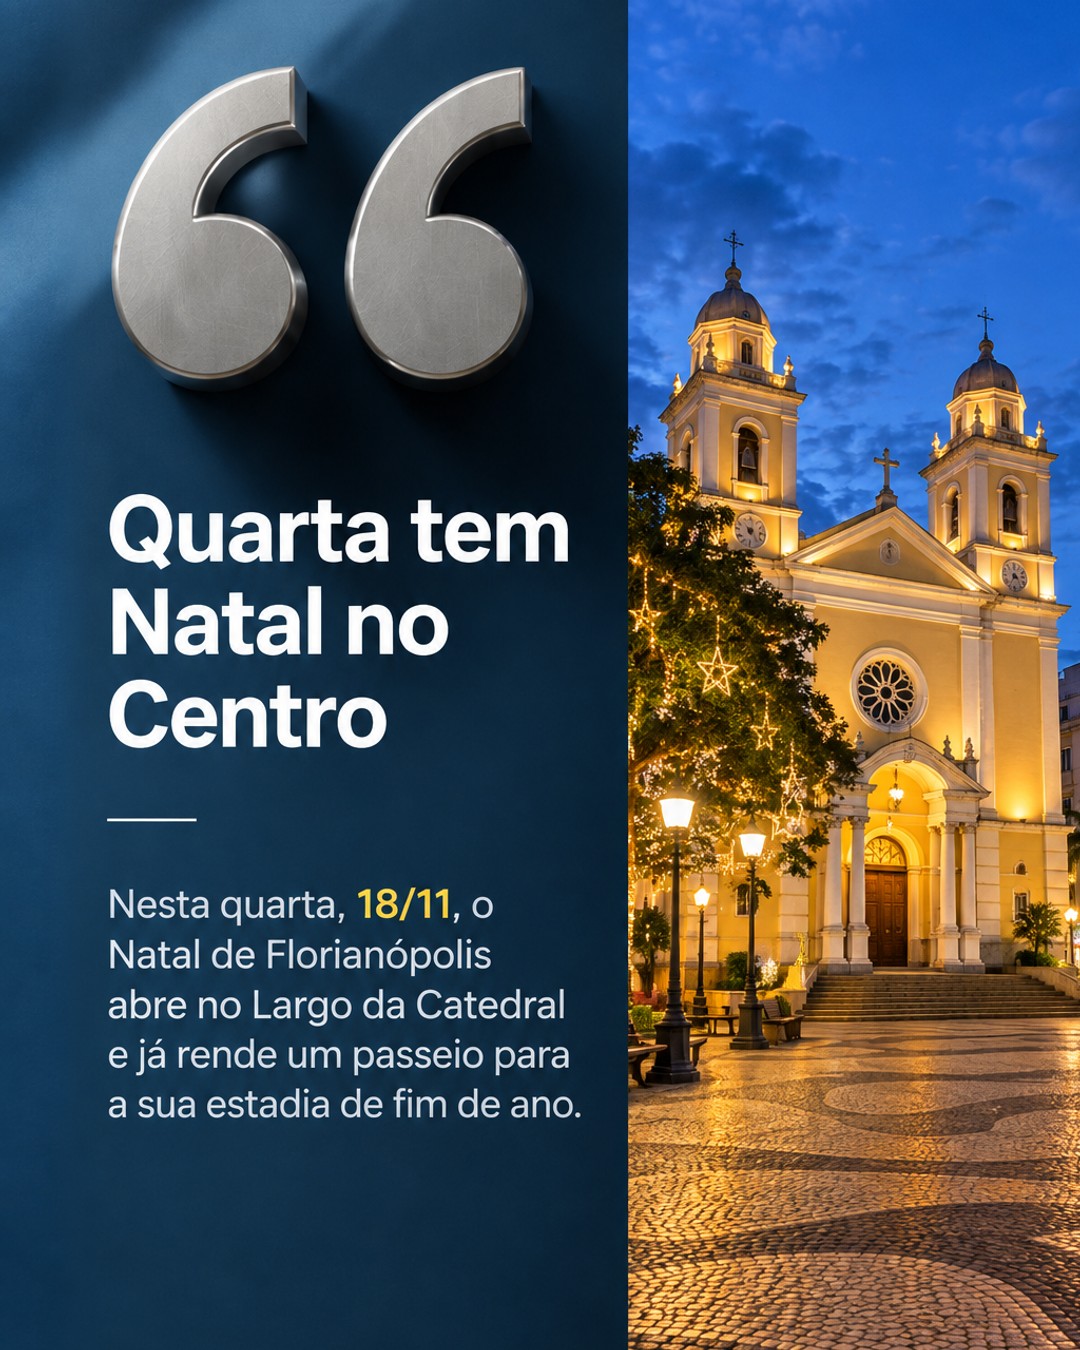 Quarta tem
Natal no
Centro
Nesta quarta, 18/11, o
Natal de Florianópolis
abre no Largo da Catedral
e já rende um passeio para
a sua estadia de fim de ano.